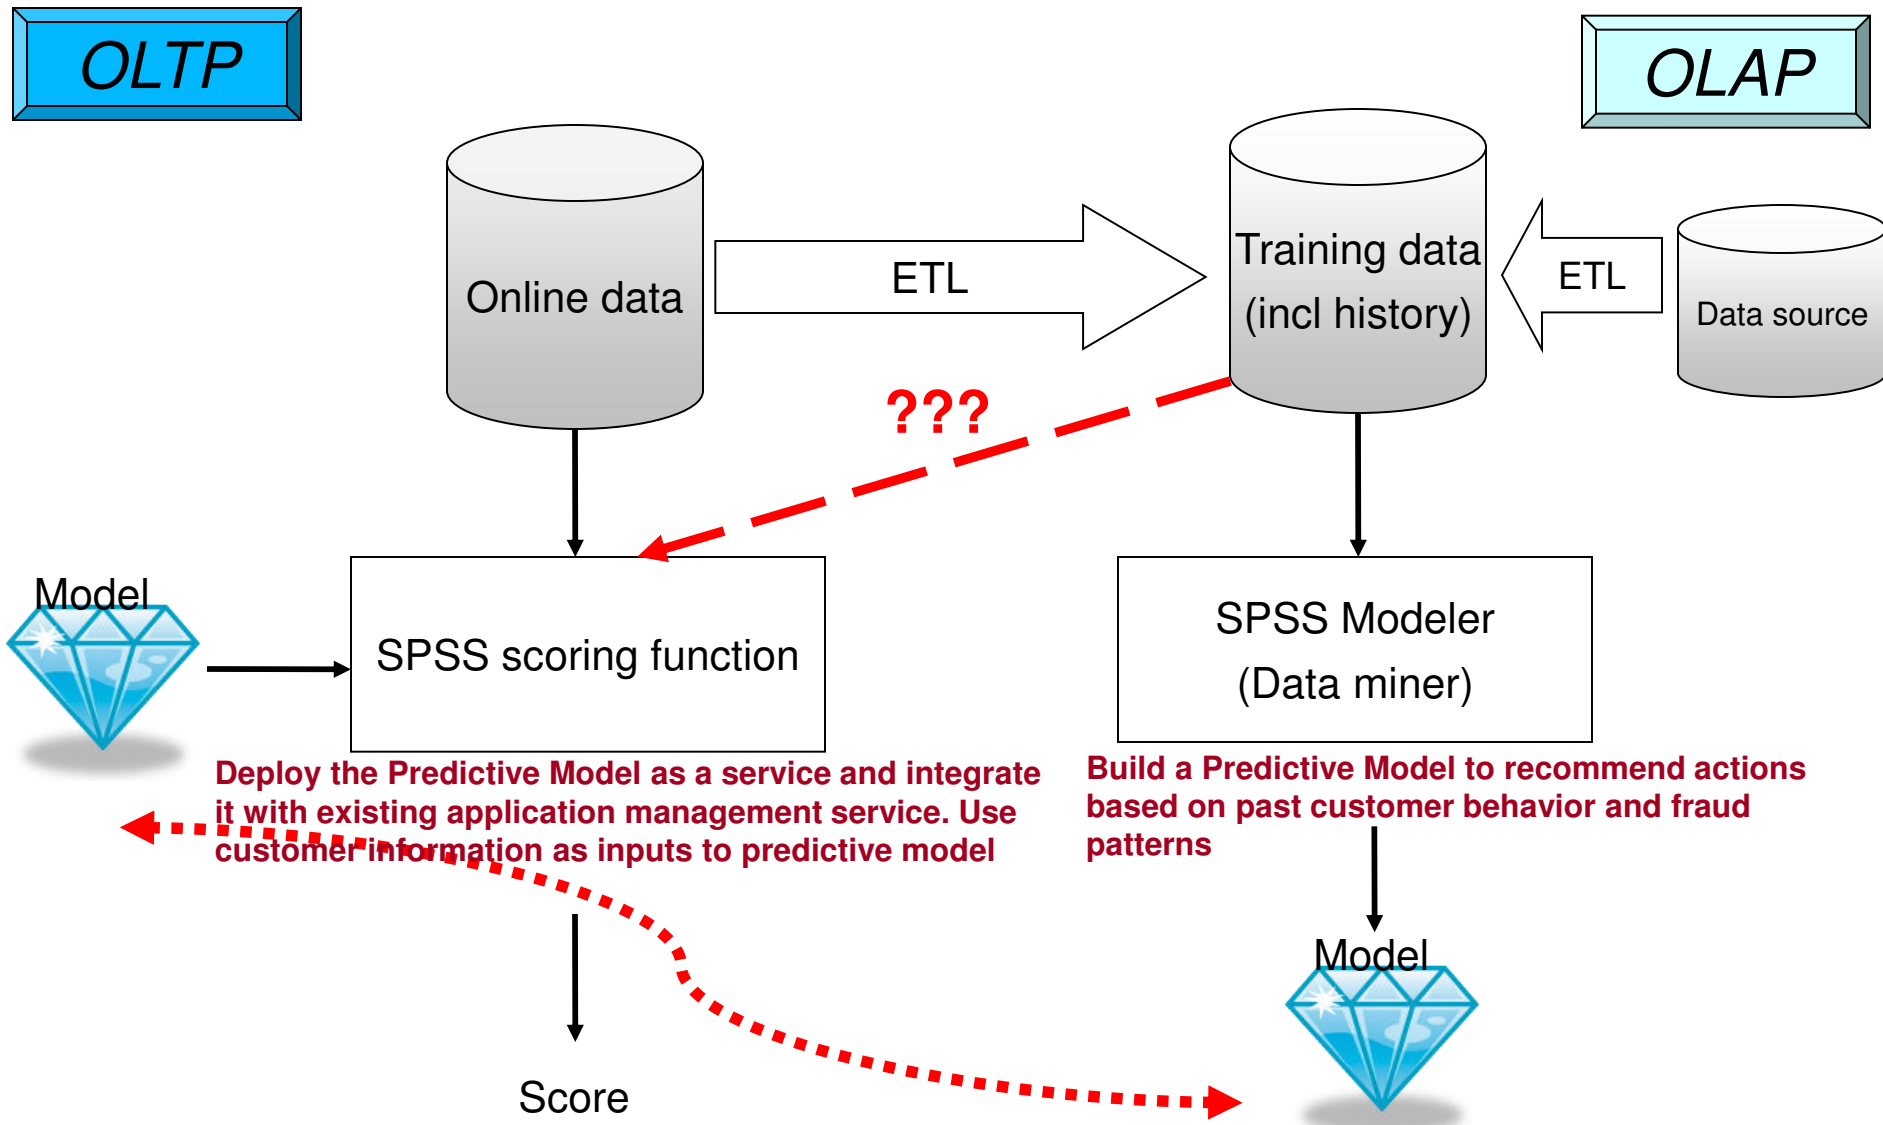 OLTP
OLAP
Online data
ETL
Training data
(incl history)
ETL
Data source
???
Model
SPSS scoring function
SPSS Modeler
(Data miner)
Deploy the Predictive Model as a service and integrate
it with existing application management service. Use
customer information as inputs to predictive model
Build a Predictive Model to recommend actions
based on past customer behavior and fraud
patterns
Model
Score